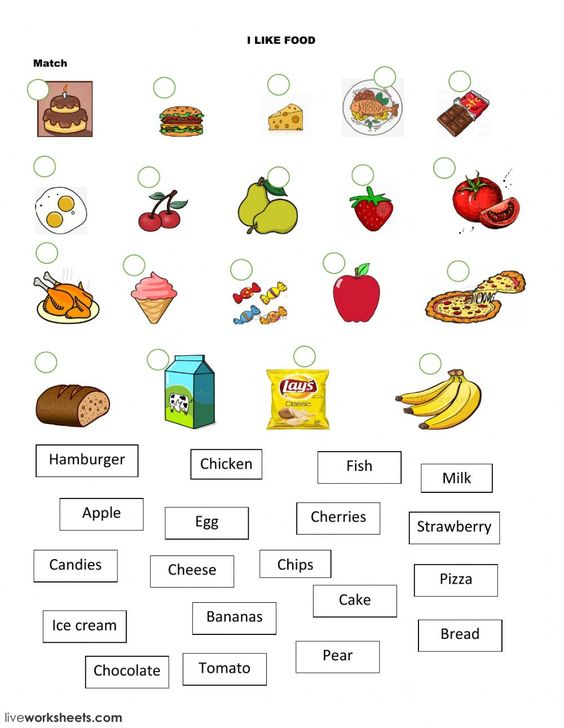 I LIKE FOOD
Match
Lay's
Classic
Hamburger
Chicken
Fish
Milk
Apple
Egg
Cherries
Strawberry
Candies
Cheese
Chips
Pizza
Cake
Ice cream
Bananas
Bread
Pear
Chocolate
Tomato
liveworksheets.com